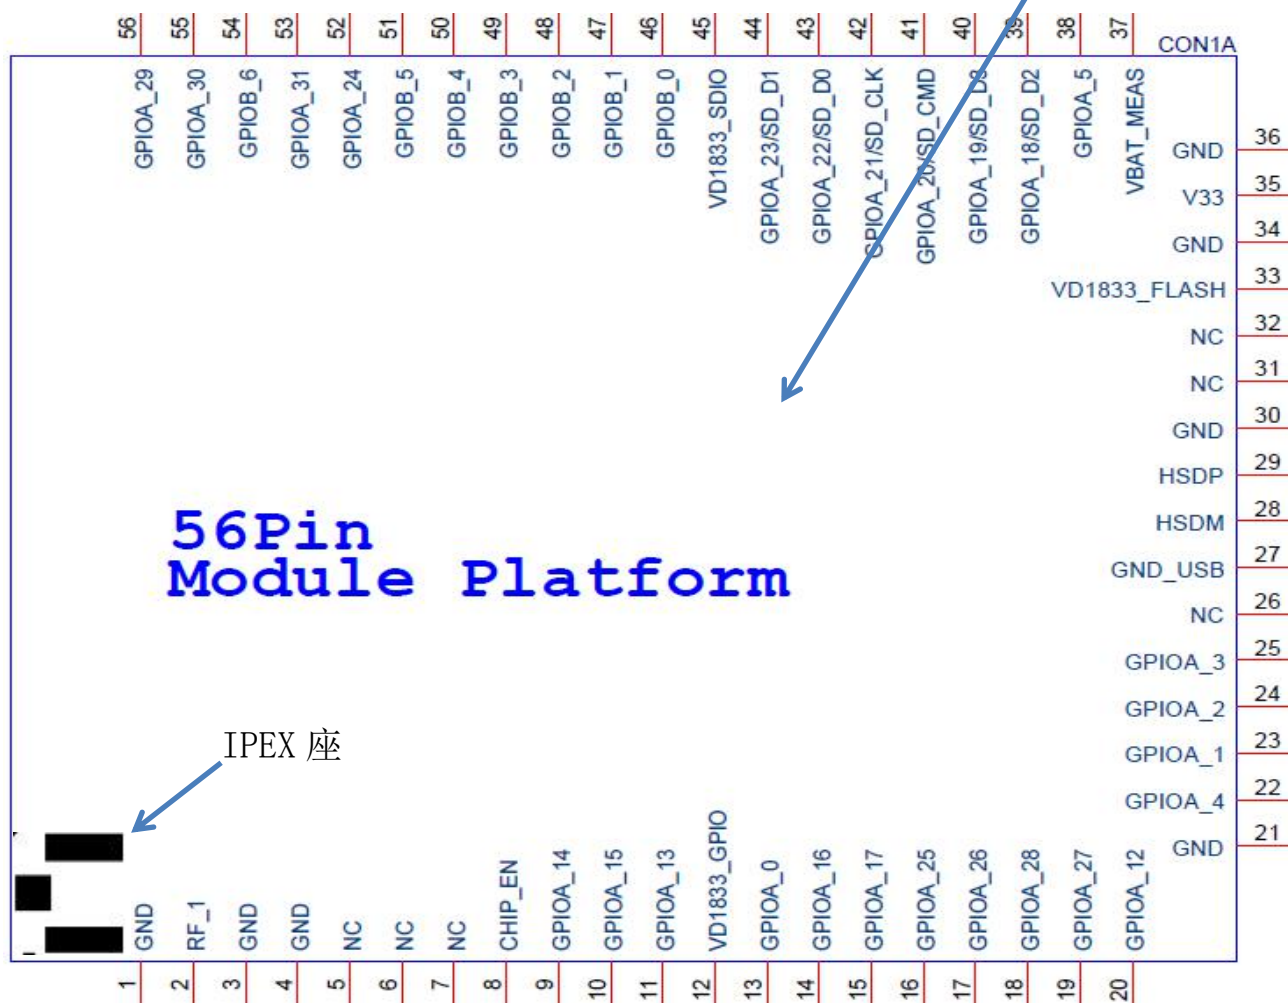 56
55
54
53
52
51
50
49
48
47
46
45
44
43
42
41
40
39
38
37
CON1A
GPIOA_29
GPIOA_30
GPIOB_6
GPIOA_31
GPIOA_24
GPIOB_5
GPIOB_4
GPIOB_3
GPIOB_2
GPIOB_1
GPIOB_0
VD1833_SDIO
GPIOA_23/SD_D1
GPIOA_22/SD_D0
GPIOA_21/SD_CLK
GPIOA_20/SD_CMD
GPIOA_19/SD_D3
GPIOA_18/SD_D2
GPIOA_5
VBAT_MEAS
GND 36
V33 35
GND 34
VD1833_FLASH 33
NC 32
NC 31
GND 30
HSDP 29
HSDM 28
GND_USB 27
NC 26
GPIOA_3 25
GPIOA_2 24
GPIOA_1 23
GPIOA_4 22
GND 21
56Pin
Module Platform
IPEX 座
GND
RF_1
GND
GND
NC
NC
NC
CHIP_EN
GPIOA_14
GPIOA_15
GPIOA_13
VD1833_GPIO
GPIOA_0
GPIOA_16
GPIOA_17
GPIOA_25
GPIOA_26
GPIOA_28
GPIOA_27
GPIOA_12
1
2
3
4
5
6
7
8
9
10
11
12
13
14
15
16
17
18
19
20